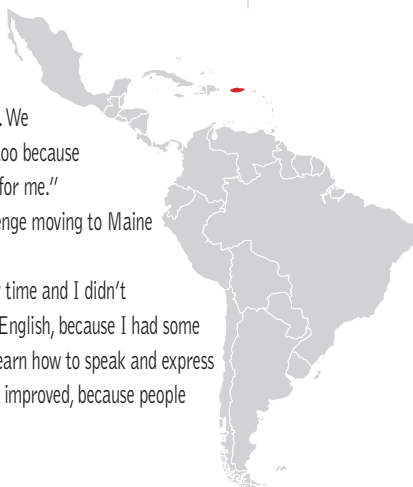 . We
too because
for me.”
enge moving to Maine
time and I didn’t
English, because I had some
earn how to speak and express
improved, because people